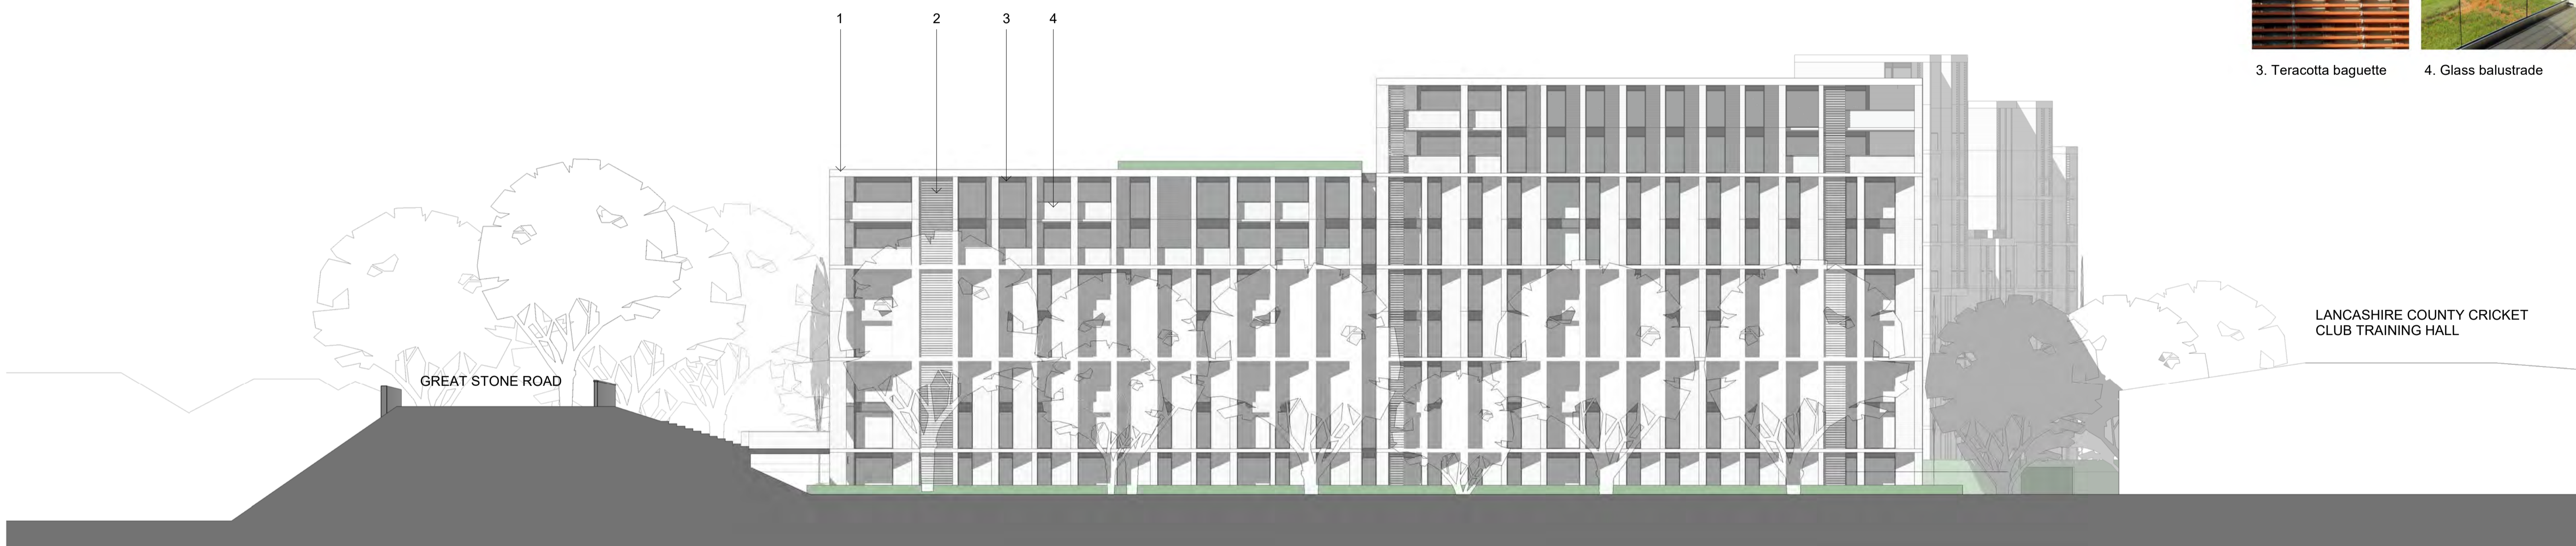 1
2
3
4
3. Teracotta baguette
4. Glass balustrade
GREAT STONE ROAD
LANCASHIRE COUNTY CRICKET
CLUB TRAINING HALL